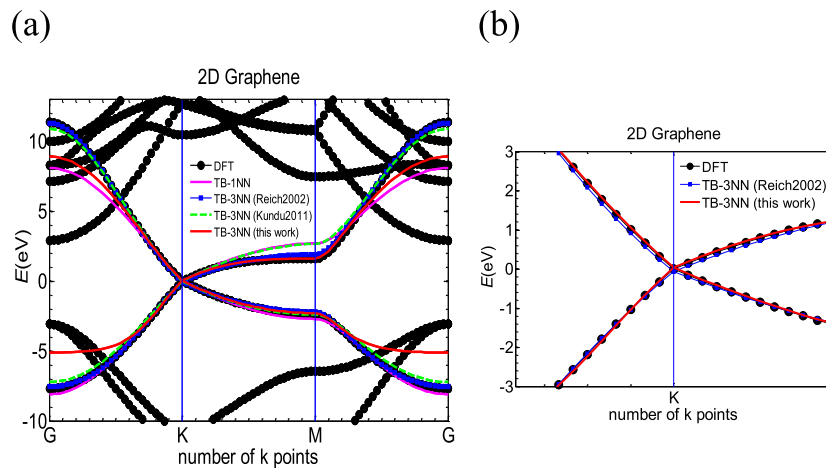 (a)
2D Graphene
10
5
0
-5
-10
E(eV)
DFT
TB-1NN
TB-3NN (Reich2002)
TB-3NN (Kundu2011)
TB-3NN (this work)
G K M G
number of k points
(b)
2D Graphene
3
2
1
0
-1
-2
-3
E(eV)
DFT
TB-3NN (Reich2002)
TB-3NN (this work)
K
number of k points